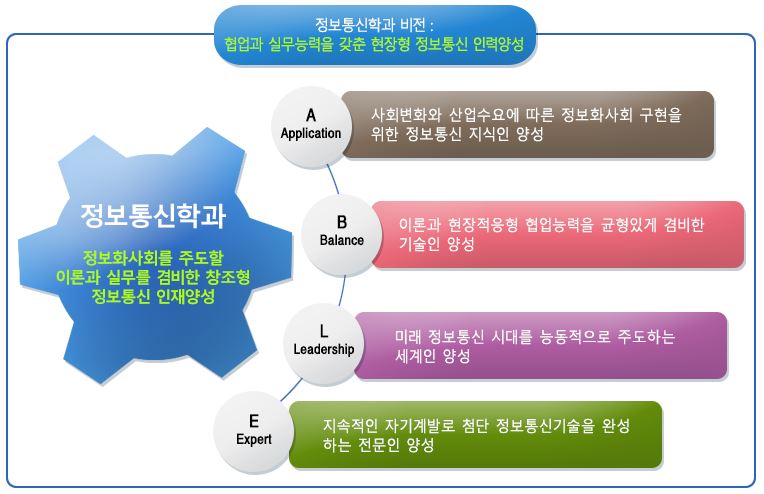 정보통신학과 비전 :
협업과 실무능력을 갖춘 현장형 정보통신 인력양성
정보통신학과
정보화사회를 주도할
이론과 실무를 겸비한 창조형
정보통신 인재양성
A
Application
사회변화와 산업수요에 따른 정보화사회 구현을
위한 정보통신 지식인 양성
B
Balance
이론과 현장적응형 협업능력을 균형있게 겸비한
기술인 양성
L
Leadership
미래 정보통신 시대를 능동적으로 주도하는
세계인 양성
E
Expert
지속적인 자기계발로 첨단 정보통신기술을 완성
하는 전문인 양성